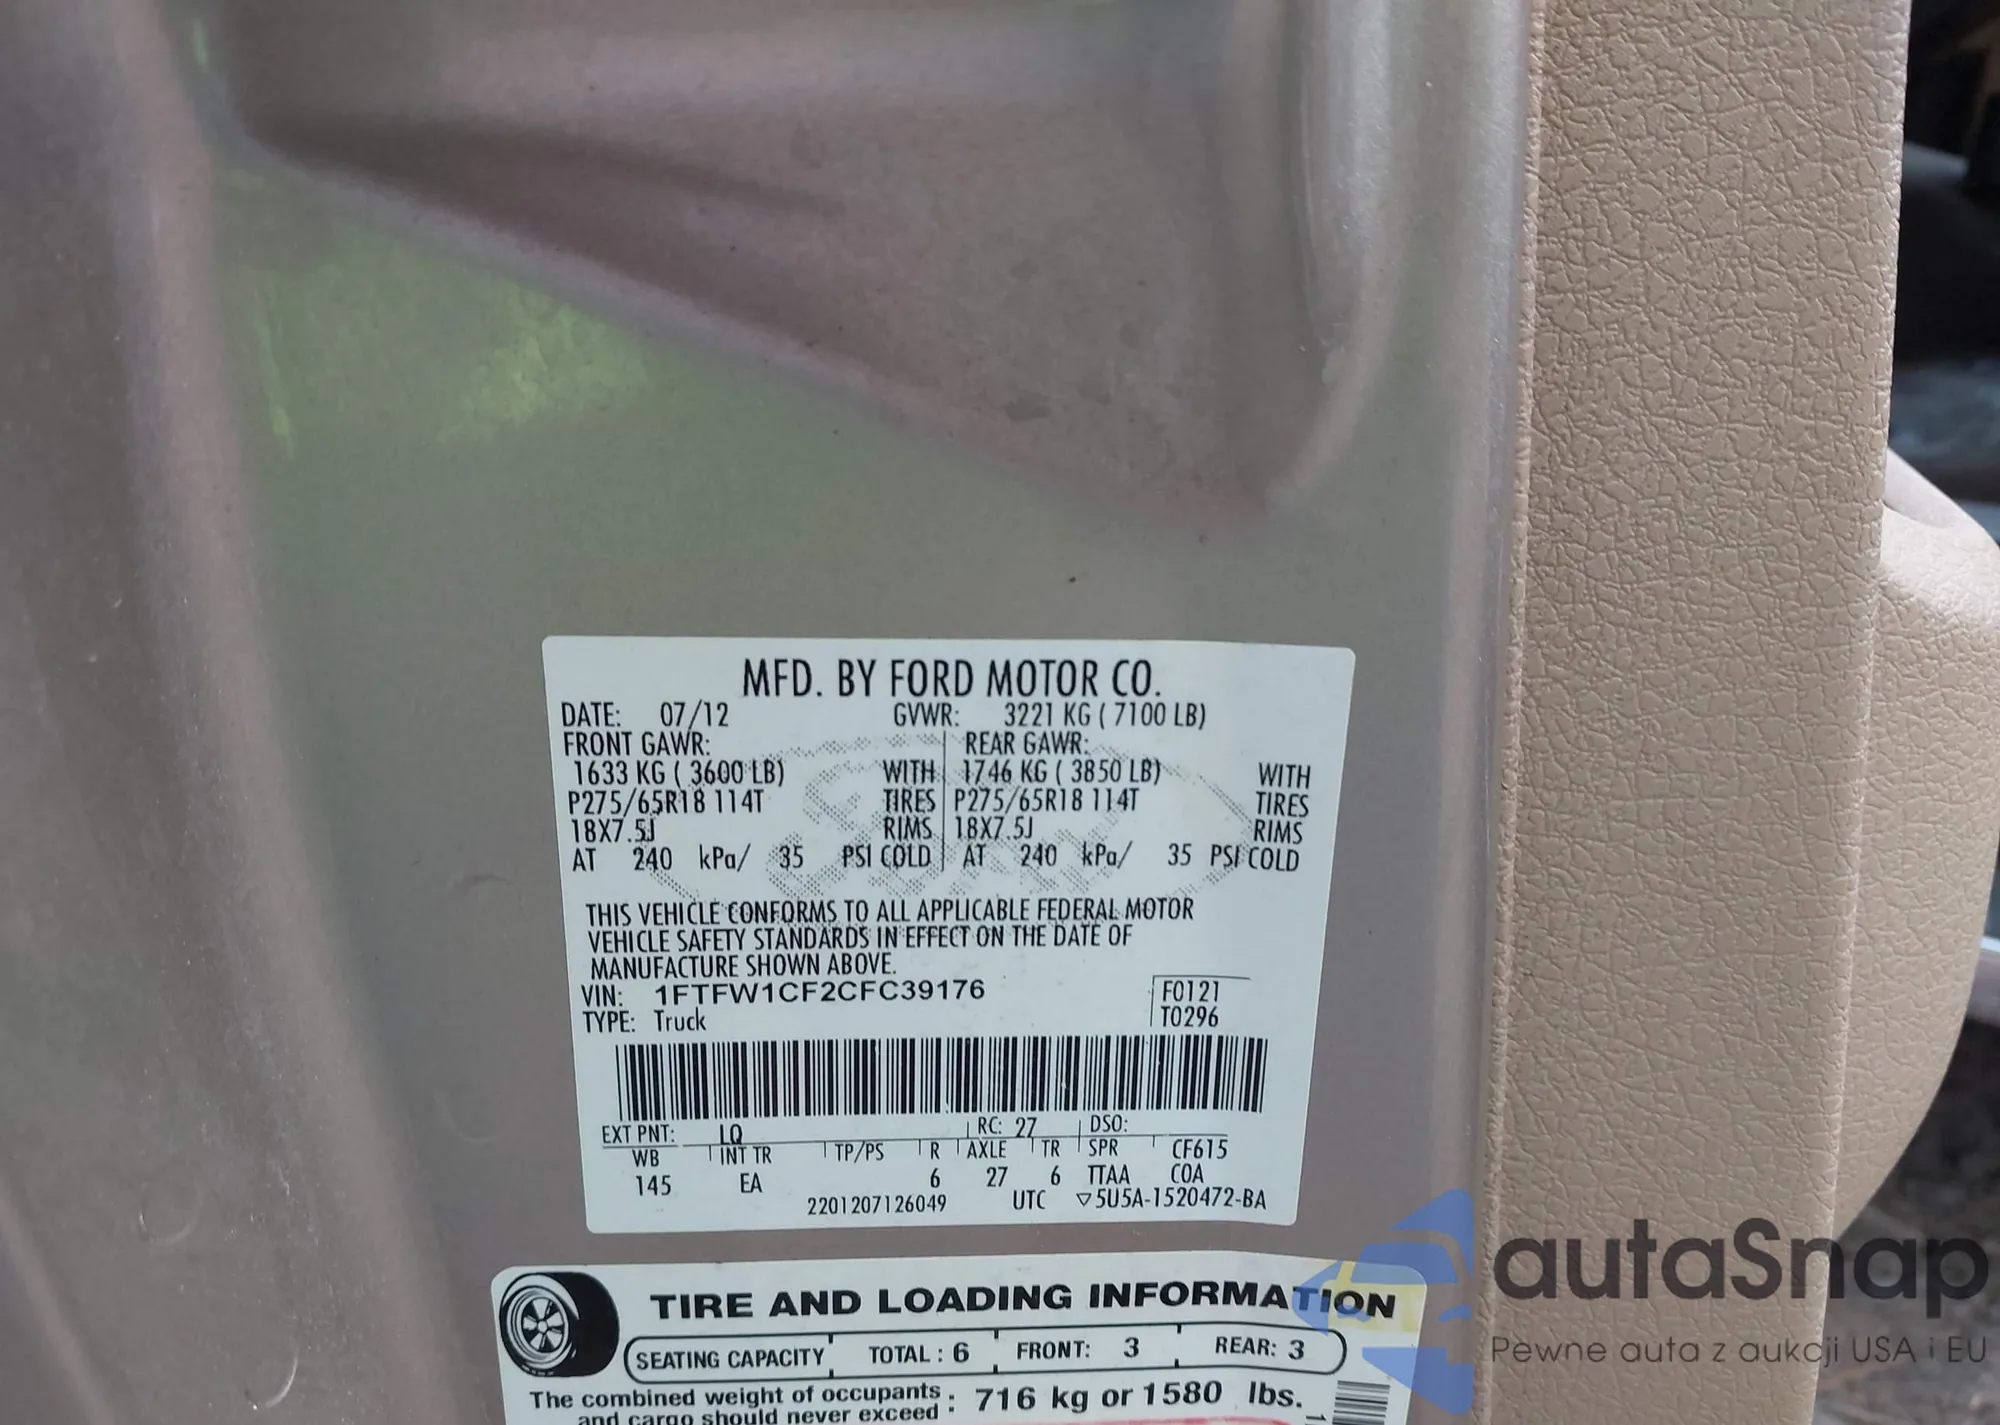 MFD. BY FORD MOTOR CO.
DATE: 07/12 GVWR: 3221 KG ( 7100 LB)
FRONT GAWR: REAR GAWR:
1633 KG ( 3600 LB) WITH 1746 KG ( 3850 LB) WITH
P275/65R18 114T TIRES P275/65R18 114T TIRES
18X7.5J RIMS 18X7.5J RIMS
AT 240 kPa/ 35 PSI COLD AT 240 kPa/ 35 PSI COLD
THIS VEHICLE CONFORMS TO ALL APPLICABLE FEDERAL MOTOR
VEHICLE SAFETY STANDARDS IN EFFECT ON THE DATE OF
MANUFACTURE SHOWN ABOVE.
VIN: 1FTFW1CF2CFC39176 F0121
TYPE: Truck T0296
EXT PNT: LQ RC: 27 DSO:
WB INT TR TP/PS R AXLE TR SPR CF615
145 EA 6 27 6 TTAA COA
2201207126049 UTC ▽5U5A-1520472-BA
TIRE AND LOADING INFORMATION
SEATING CAPACITY TOTAL : 6 FRONT: 3 REAR: 3
The combined weight of occupants : 716 kg or 1580 lbs.
and cargo should never exceed :
autaSnap
Pewne auta z aukcji USA i EU